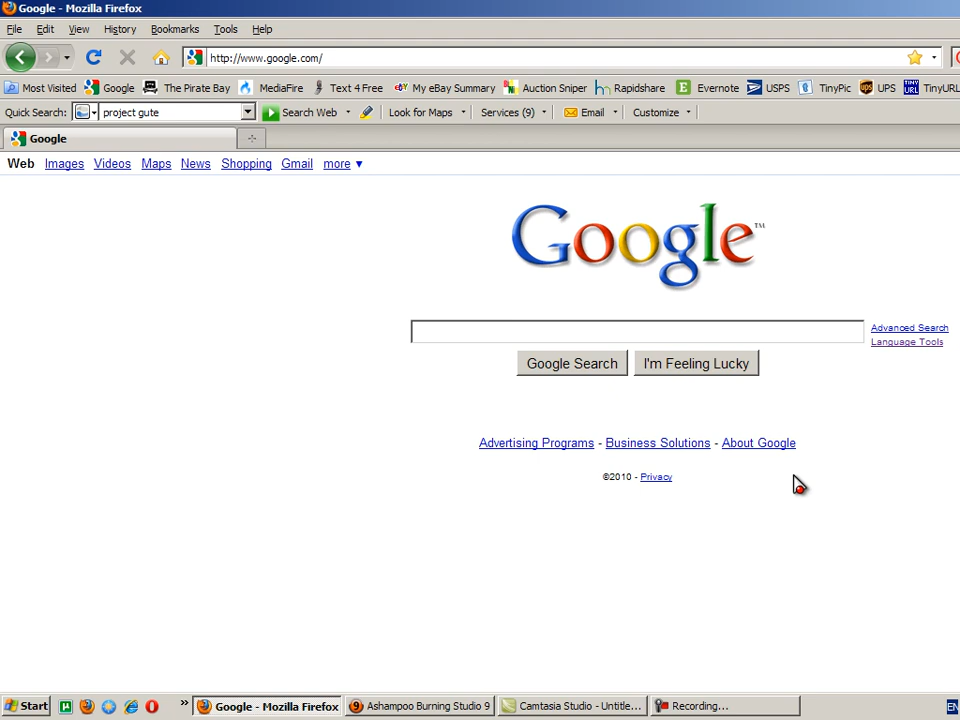 Google - Mozilla Firefox
File Edit View History Bookmarks Tools Help
http://www.google.com/
Most Visited Google The Pirate Bay MediaFire Text 4 Free My eBay Summary Auction Sniper Rapidshare Evernote USPS TinyPic UPS TinyURL
Quick Search: project gute Search Web Look for Maps Services (9) Email Customize
Google
Web Images Videos Maps News Shopping Gmail more ▼
Google™
Advanced Search
Language Tools
Google Search I'm Feeling Lucky
Advertising Programs - Business Solutions - About Google
©2010 - Privacy
Start » Google - Mozilla Firefox Ashampoo Burning Studio 9 Camtasia Studio - Untitle... Recording... EN